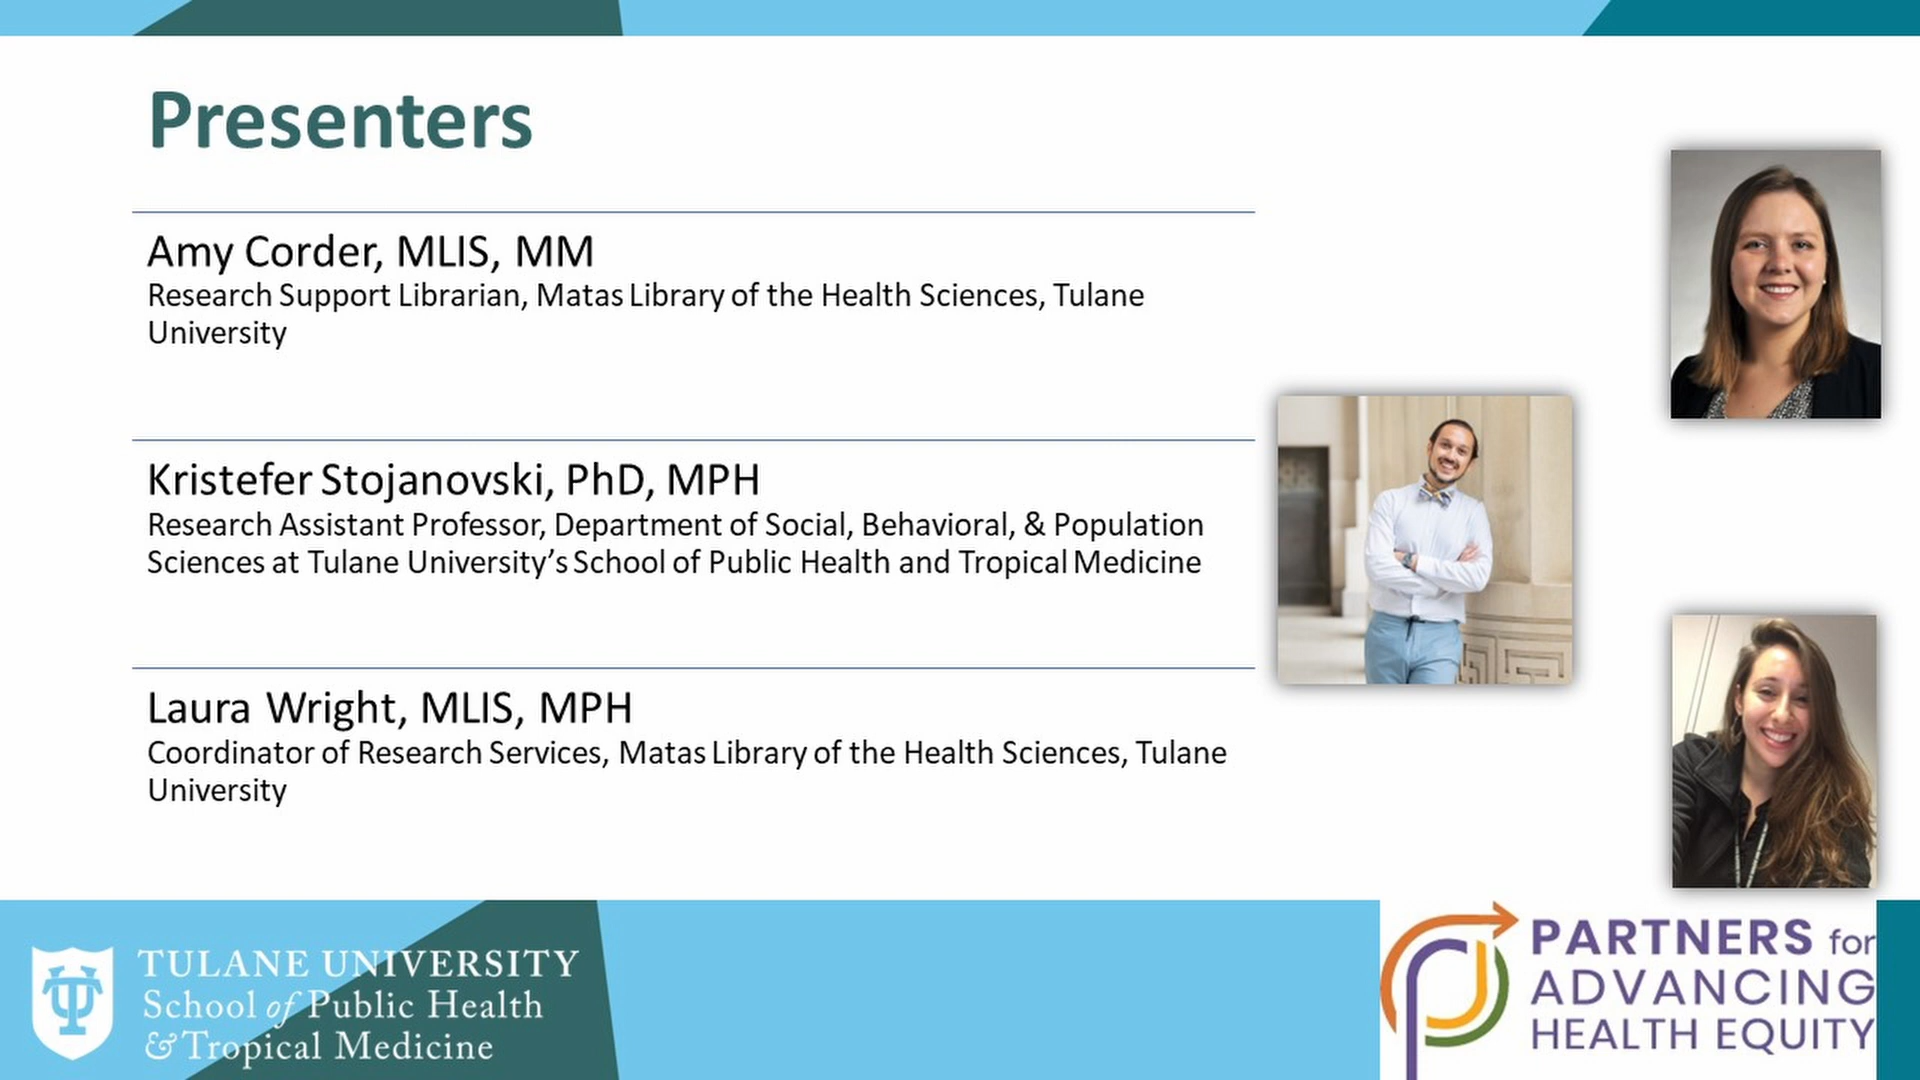 Presenters
Amy Corder, MLIS, MM
Research Support Librarian, Matas Library of the Health Sciences, Tulane
University
Kristefer Stojanovski, PhD, MPH
Research Assistant Professor, Department of Social, Behavioral, & Population
Sciences at Tulane University’s School of Public Health and Tropical Medicine
Laura Wright, MLIS, MPH
Coordinator of Research Services, Matas Library of the Health Sciences, Tulane
University
TULANE UNIVERSITY
School of Public Health
& Tropical Medicine
PARTNERS for
ADVANCING
HEALTH EQUITY